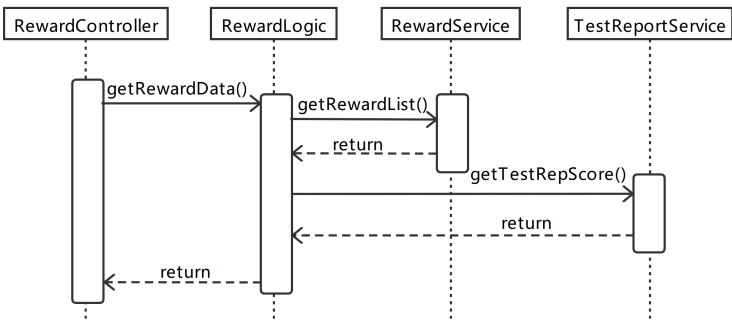 RewardController
RewardLogic
RewardService
TestReportService
getRewardData()
getRewardList()
return
getTestRepScore()
return
return